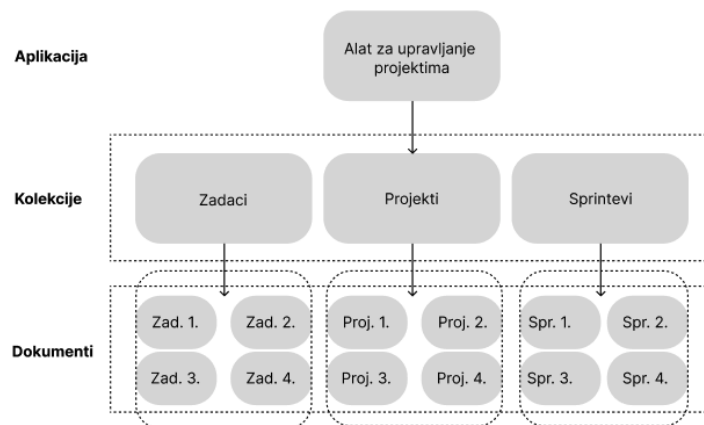 Aplikacija
Alat za upravljanje
projektima
Kolekcije
Zadaci
Projekti
Sprintevi
Dokumenti
Zad. 1.
Zad. 2.
Proj. 1.
Proj. 2.
Spr. 1.
Spr. 2.
Zad. 3.
Zad. 4.
Proj. 3.
Proj. 4.
Spr. 3.
Spr. 4.